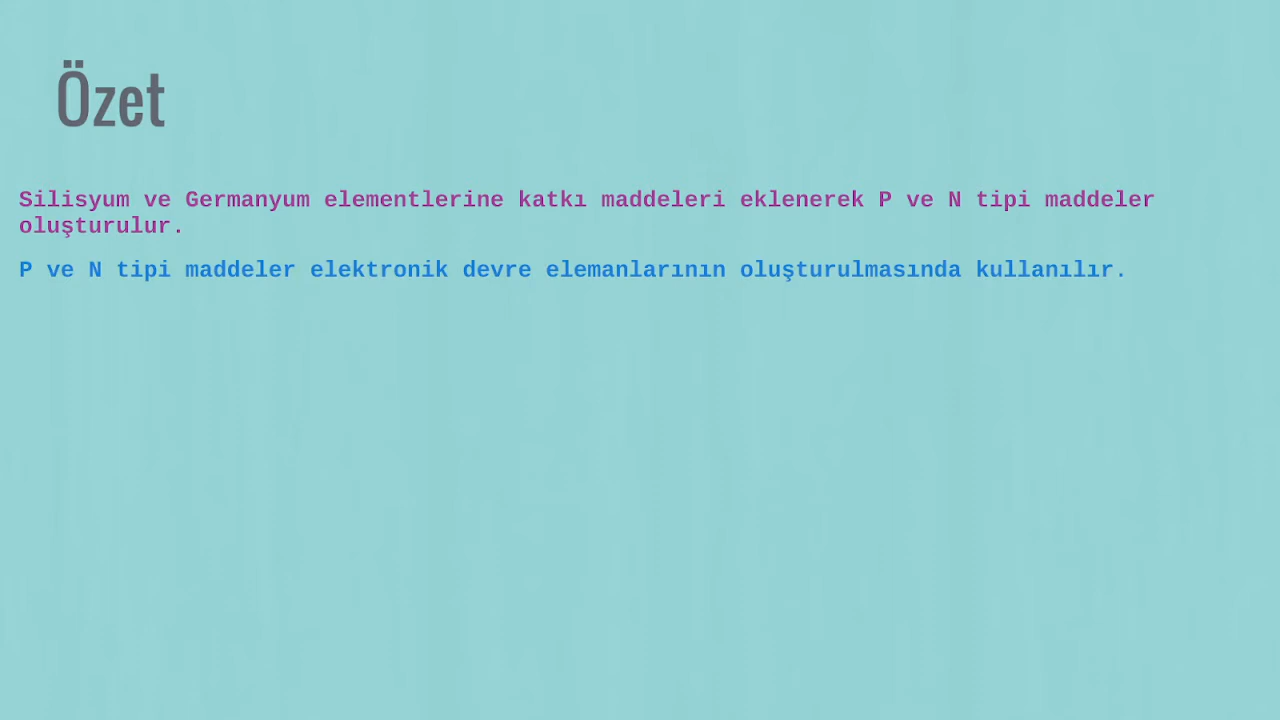 Özet
Silisyum ve Germanyum elementlerine katkı maddeleri eklenerek P ve N tipi maddeler
oluşturulur.
P ve N tipi maddeler elektronik devre elemanlarının oluşturulmasında kullanılır.